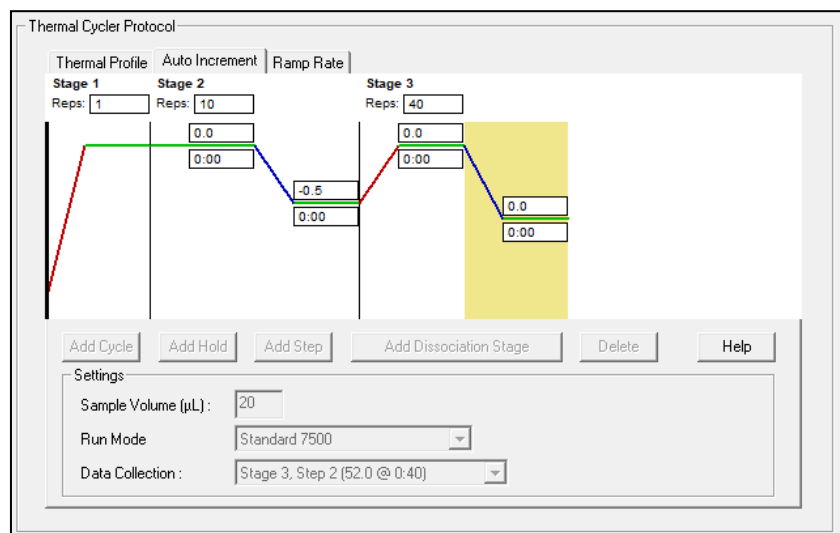 Thermal Cycler Protocol
Thermal Profile Auto Increment Ramp Rate
Stage 1 Stage 2 Stage 3
Reps: 1 Reps: 10 Reps: 40
0.0 0.0
0:00 0:00
-0.5 0.0
0:00 0:00
Add Cycle Add Hold Add Step Add Dissociation Stage Delete Help
Settings
Sample Volume (µL) : 20
Run Mode Standard 7500
Data Collection : Stage 3, Step 2 (52.0 @ 0:40)